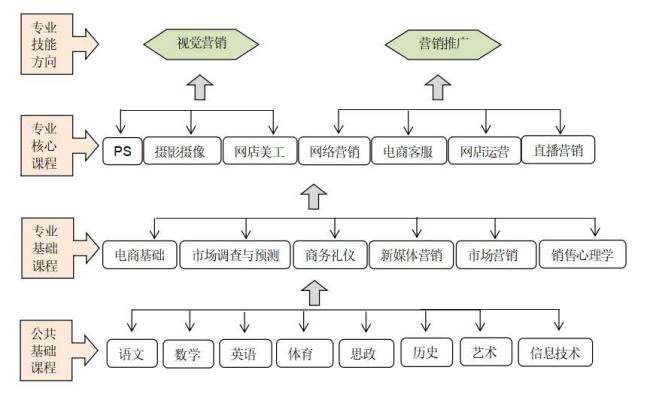 专业
技能
方向
视觉营销
营销推广
专业
核心
课程
PS
摄影摄像
网店美工
网络营销
电商客服
网店运营
直播营销
专业
基础
课程
电商基础
市场调查与预测
商务礼仪
新媒体营销
市场营销
销售心理学
公共
基础
课程
语文
数学
英语
体育
思政
历史
艺术
信息技术